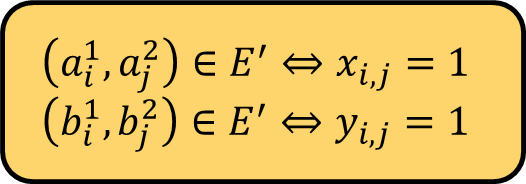 (a_i^1, a_j^2) ∈ E′ ⇔ x_{i,j} = 1
(b_i^1, b_j^2) ∈ E′ ⇔ y_{i,j} = 1